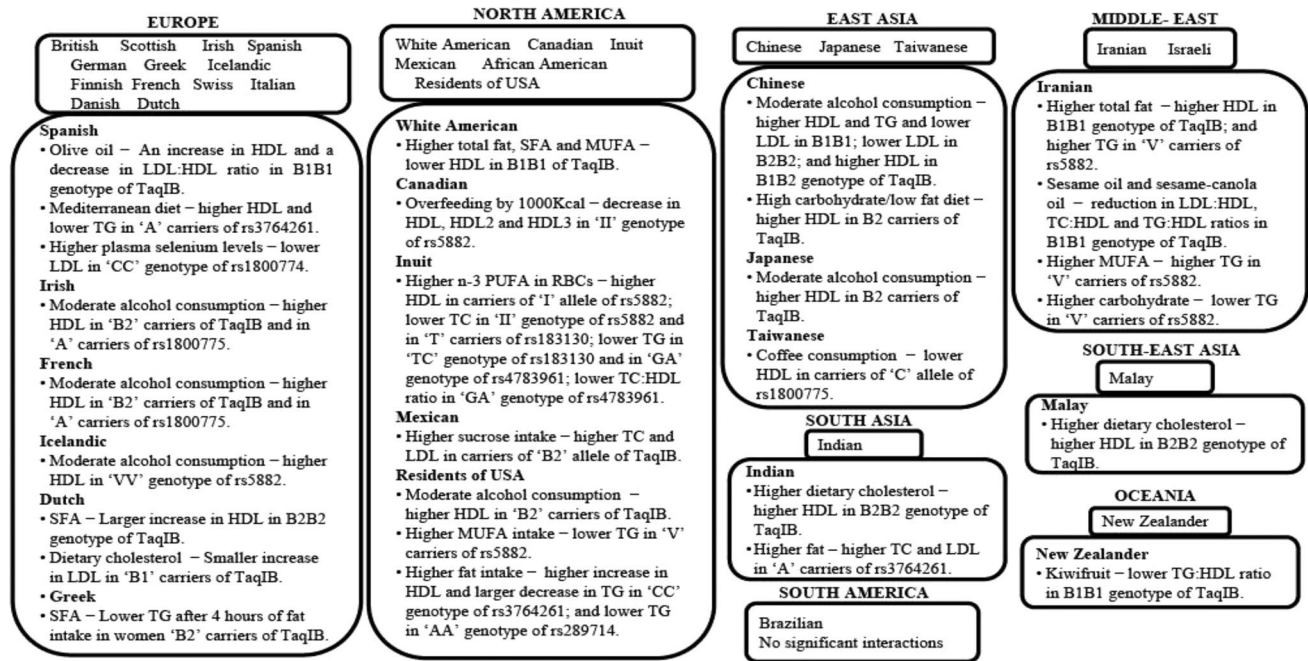 EUROPE
British Scottish Irish Spanish
German Greek Icelandic
Finnish French Swiss Italian
Danish Dutch
Spanish
• Olive oil – An increase in HDL and a
decrease in LDL:HDL ratio in B1B1
genotype of TaqIB.
• Mediterranean diet – higher HDL and
lower TG in ‘A’ carriers of rs3764261.
• Higher plasma selenium levels – lower
LDL in ‘CC’ genotype of rs1800774.
Irish
• Moderate alcohol consumption – higher
HDL in ‘B2’ carriers of TaqIB and in
‘A’ carriers of rs1800775.
French
• Moderate alcohol consumption – higher
HDL in ‘B2’ carriers of TaqIB and in
‘A’ carriers of rs1800775.
Icelandic
• Moderate alcohol consumption – higher
HDL in ‘VV’ genotype of rs5882.
Dutch
• SFA – Larger increase in HDL in B2B2
genotype of TaqIB.
• Dietary cholesterol – Smaller increase
in LDL in ‘B1’ carriers of TaqIB.
• Greek
• SFA – Lower TG after 4 hours of fat
intake in women ‘B2’ carriers of TaqIB.
NORTH AMERICA
White American Canadian Inuit
Mexican African American
Residents of USA
White American
• Higher total fat, SFA and MUFA –
lower HDL in B1B1 of TaqIB.
Canadian
• Overfeeding by 1000Kcal – decrease in
HDL, HDL2 and HDL3 in ‘II’ genotype
of rs5882.
Inuit
• Higher n-3 PUFA in RBCs – higher
HDL in carriers of ‘I’ allele of rs5882;
lower TC in ‘II’ genotype of rs5882 and
in ‘T’ carriers of rs183130; lower TG in
‘TC’ genotype of rs183130 and in ‘GA’
genotype of rs4783961; lower TC:HDL
ratio in ‘GA’ genotype of rs4783961.
Mexican
• Higher sucrose intake – higher TC and
LDL in carriers of ‘B2’ allele of TaqIB.
Residents of USA
• Moderate alcohol consumption –
higher HDL in ‘B2’ carriers of TaqIB.
• Higher MUFA intake – lower TG in ‘V’
carriers of rs5882.
• Higher fat intake – higher increase in
HDL and larger decrease in TG in ‘CC’
genotype of rs3764261; and lower TG
in ‘AA’ genotype of rs289714.
EAST ASIA
Chinese Japanese Taiwanese
Chinese
• Moderate alcohol consumption –
higher HDL and TG and lower
LDL in B1B1; lower LDL in
B2B2; and higher HDL in
B1B2 genotype of TaqIB.
• High carbohydrate/low fat diet –
higher HDL in B2 carriers of
TaqIB.
Japanese
• Moderate alcohol consumption –
higher HDL in B2 carriers of
TaqIB.
Taiwanese
• Coffee consumption – lower
HDL in carriers of ‘C’ allele of
rs1800775.
SOUTH ASIA
Indian
Indian
• Higher dietary cholesterol –
higher HDL in B2B2 genotype of
TaqIB.
• Higher fat – higher TC and LDL
in ‘A’ carriers of rs3764261.
SOUTH AMERICA
Brazilian
No significant interactions
MIDDLE- EAST
Iranian Israeli
Iranian
• Higher total fat – higher HDL in
B1B1 genotype of TaqIB; and
higher TG in ‘V’ carriers of
rs5882.
• Sesame oil and sesame-canola
oil – reduction in LDL:HDL,
TC:HDL and TG:HDL ratios in
B1B1 genotype of TaqIB.
• Higher MUFA – higher TG in
‘V’ carriers of rs5882.
• Higher carbohydrate – lower TG
in ‘V’ carriers of rs5882.
SOUTH-EAST ASIA
Malay
Malay
• Higher dietary cholesterol –
higher HDL in B2B2 genotype of
TaqIB.
OCEANIA
New Zealander
New Zealander
• Kiwifruit – lower TG:HDL ratio
in B1B1 genotype of TaqIB.